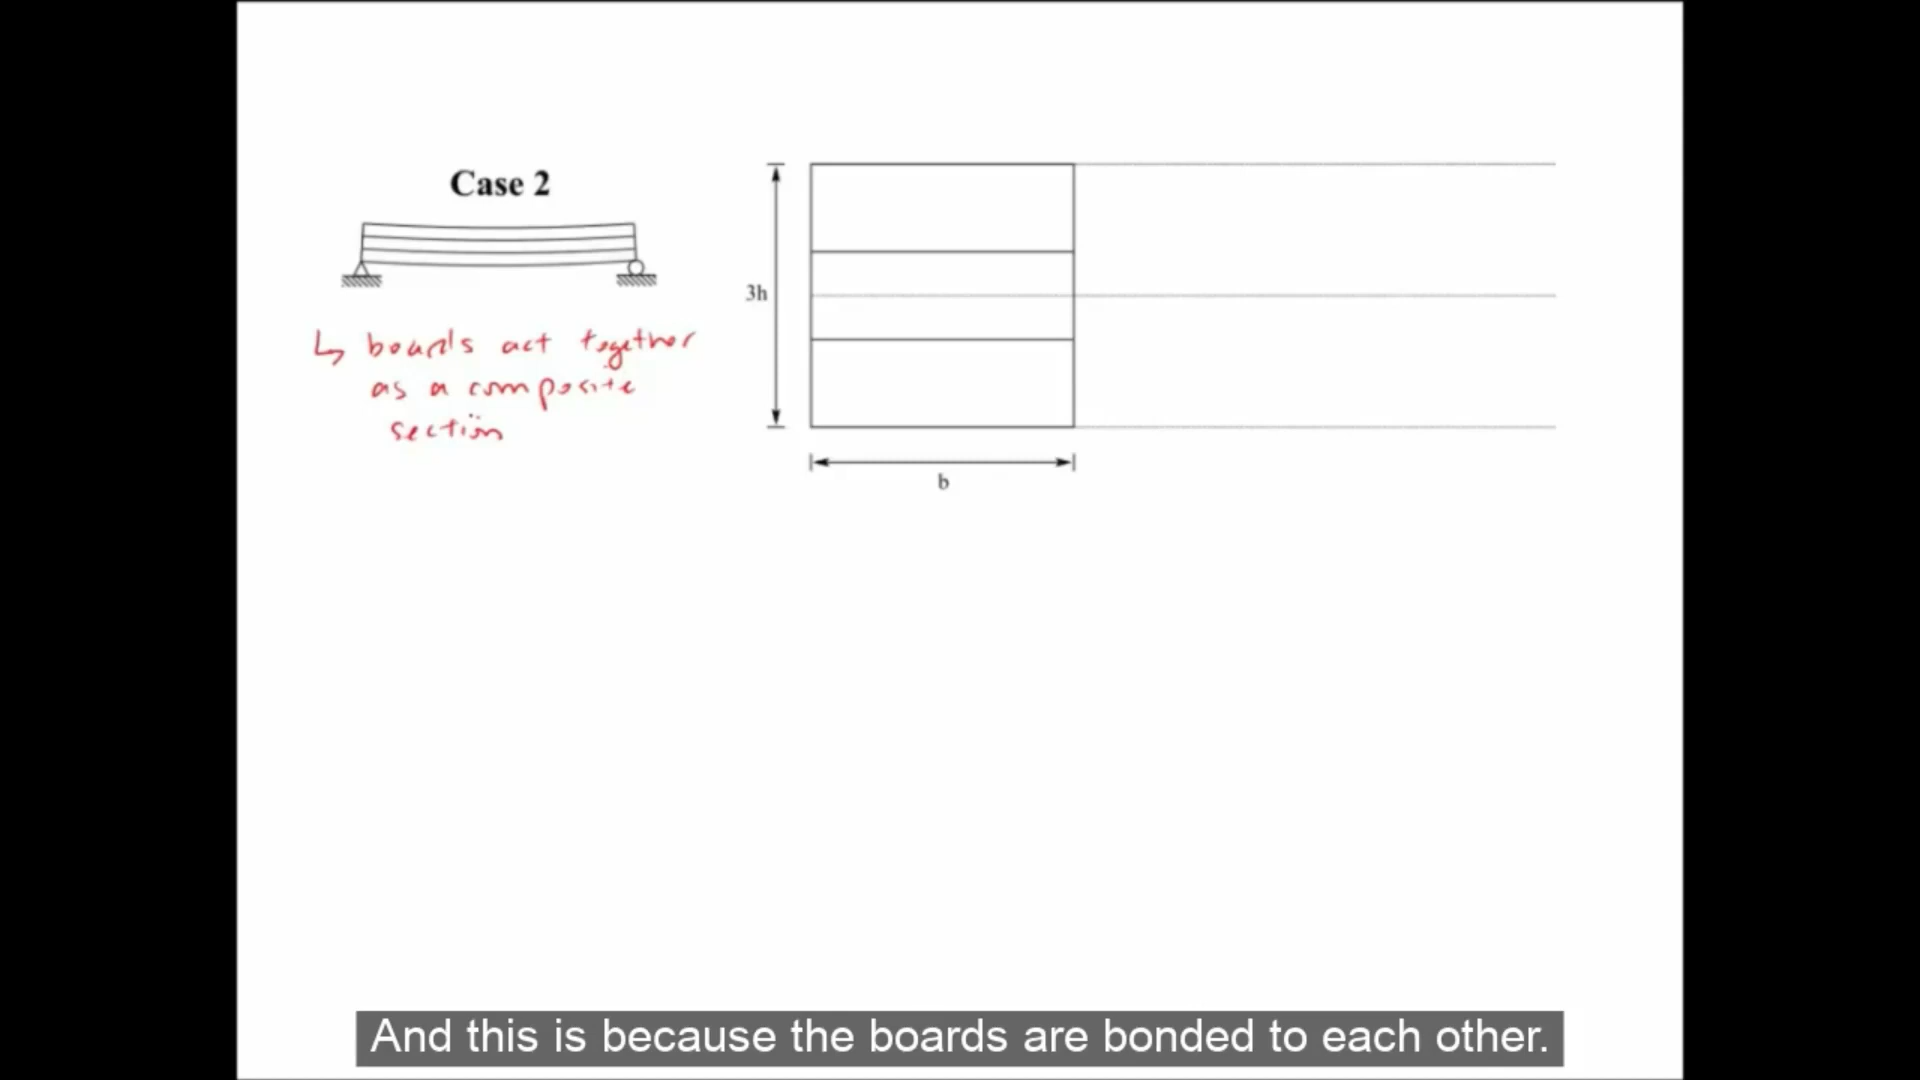 Case 2
↳ boards act together
as a composite
section
3h
b
And this is because the boards are bonded to each other.